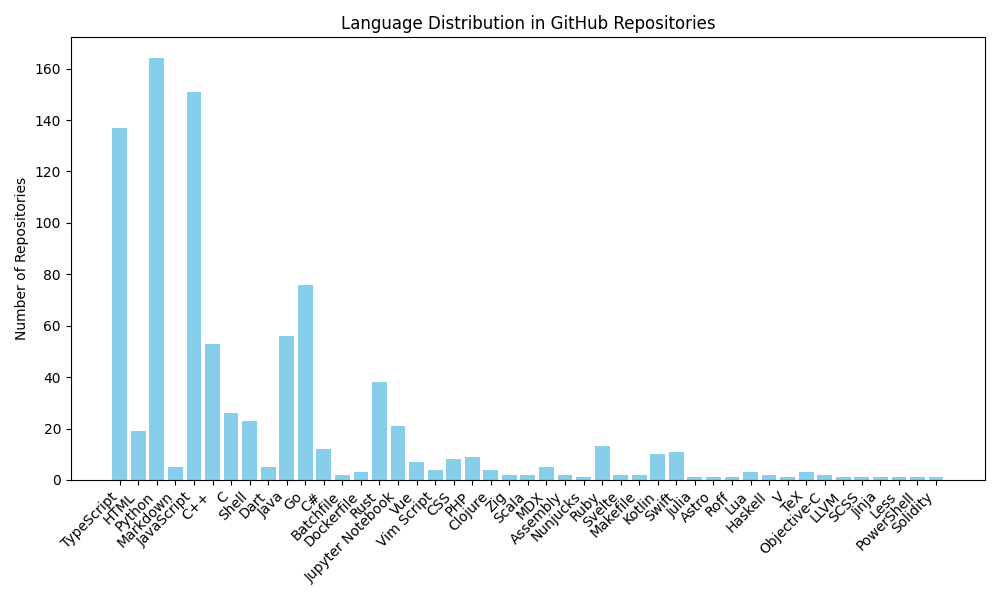 Language Distribution in GitHub Repositories
Number of Repositories
160
140
120
100
80
60
40
20
0
TypeScript
HTML
Python
Markdown
JavaScript
C++
C
Shell
Dart
Java
Go
C#
Batchfile
Dockerfile
Rust
Jupyter Notebook
Vue
Vim Script
CSS
PHP
Clojure
Zig
Scala
MDX
Assembly
Nunjucks
Ruby
Svelte
Makefile
Kotlin
Swift
Julia
Astro
Roff
Lua
Haskell
V
TeX
Objective-C
LLVM
SCSS
Jinja
Less
PowerShell
Solidity